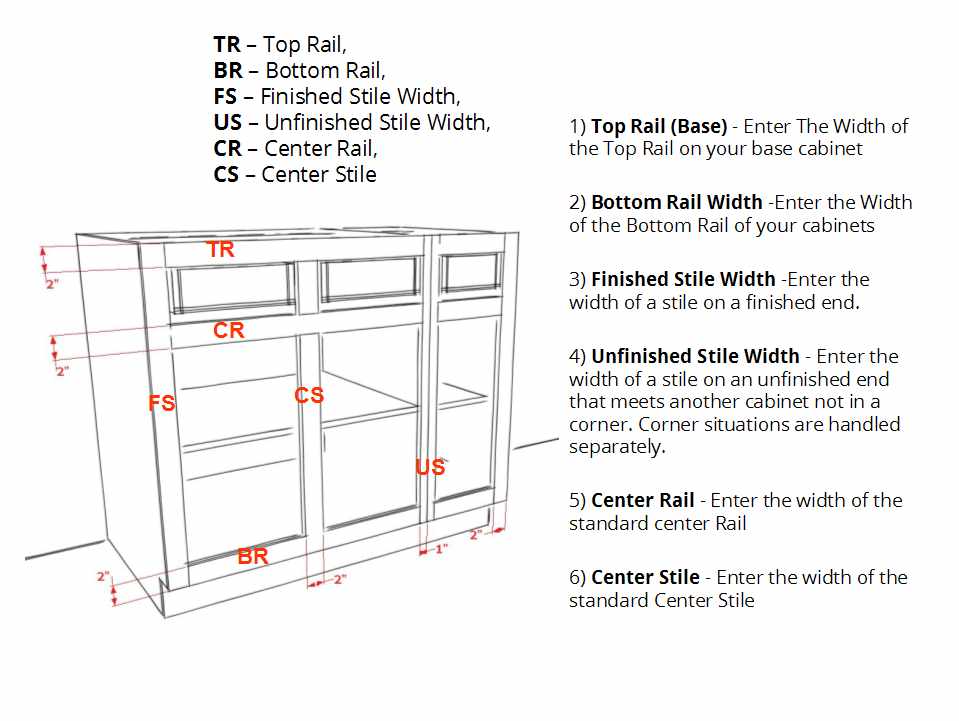 TR – Top Rail,
BR – Bottom Rail,
FS – Finished Stile Width,
US – Unfinished Stile Width,
CR – Center Rail,
CS – Center Stile
1) Top Rail (Base) - Enter The Width of
the Top Rail on your base cabinet
2) Bottom Rail Width -Enter the Width
of the Bottom Rail of your cabinets
3) Finished Stile Width -Enter the
width of a stile on a finished end.
4) Unfinished Stile Width - Enter the
width of a stile on an unfinished end
that meets another cabinet not in a
corner. Corner situations are handled
separately.
5) Center Rail - Enter the width of the
standard center Rail
6) Center Stile - Enter the width of the
standard Center Stile
TR
2"
CR
2"
FS
CS
US
BR
2"
2"
1"
2"